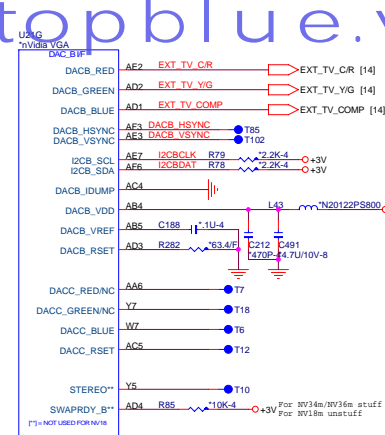 topblue.v
U21G
*nVidia VGA
DAC_B I/F
DACB_RED AE2 EXT_TV_C/R EXT_TV_C/R [14]
DACB_GREEN AD2 EXT_TV_Y/G EXT_TV_Y/G [14]
DACB_BLUE AD1 EXT_TV_COMP EXT_TV_COMP [14]
DACB_HSYNC AF3 DACB_HSYNC T85
DACB_VSYNC AE3 DACB_VSYNC T102
I2CB_SCL AE7 I2CBCLK R79 *2.2K-4 +3V
I2CB_SDA AF6 I2CBDAT R78 *2.2K-4 +3V
DACB_IDUMP AC4
DACB_VDD AB4 L43 *N20122PS800
DACB_VREF AB5 C188 *.1U-4
DACB_RSET AD3 R282 *63.4/F C212 C491
*470P-4 *4.7U/10V-8
DACC_RED/NC AA6 T7
DACC_GREEN/NC Y7 T18
DACC_BLUE W7 T6
DACC_RSET AC5 T12
STEREO** Y5 T10
SWAPRDY_B** AD4 R85 *10K-4 +3V For NV34m/NV36m stuff
For NV18m unstuff
[**] = NOT USED FOR NV18